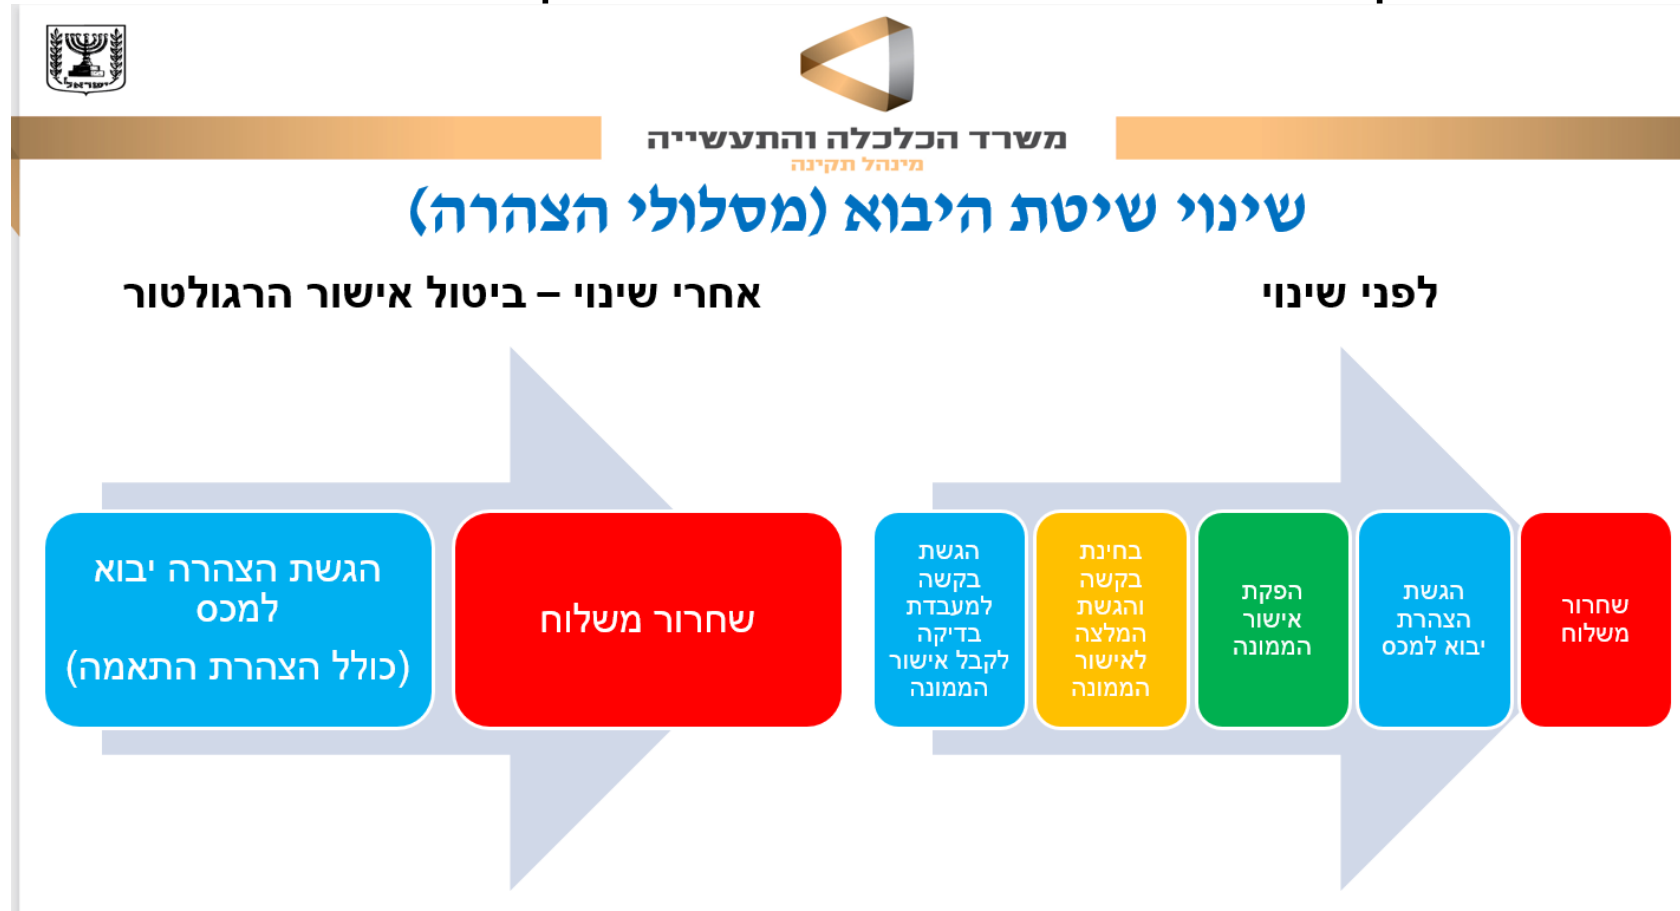 ישראל
משרד הכלכלה והתעשייה
מינהל תקינה
שינוי שיטת היבוא (מסלולי הצהרה)
לפני שינוי
הגשת
בקשה
למעבדת
בדיקה
לקבל אישור
הממונה
בחינת
בקשה
והגשת
המלצה
לאישור
הממונה
הפקת
אישור
הממונה
הגשת
הצהרת
יבוא למכס
שחרור
משלוח
אחרי שינוי – ביטול אישור הרגולטור
הגשת הצהרה יבוא
למכס
(כולל הצהרת התאמה)
שחרור משלוח